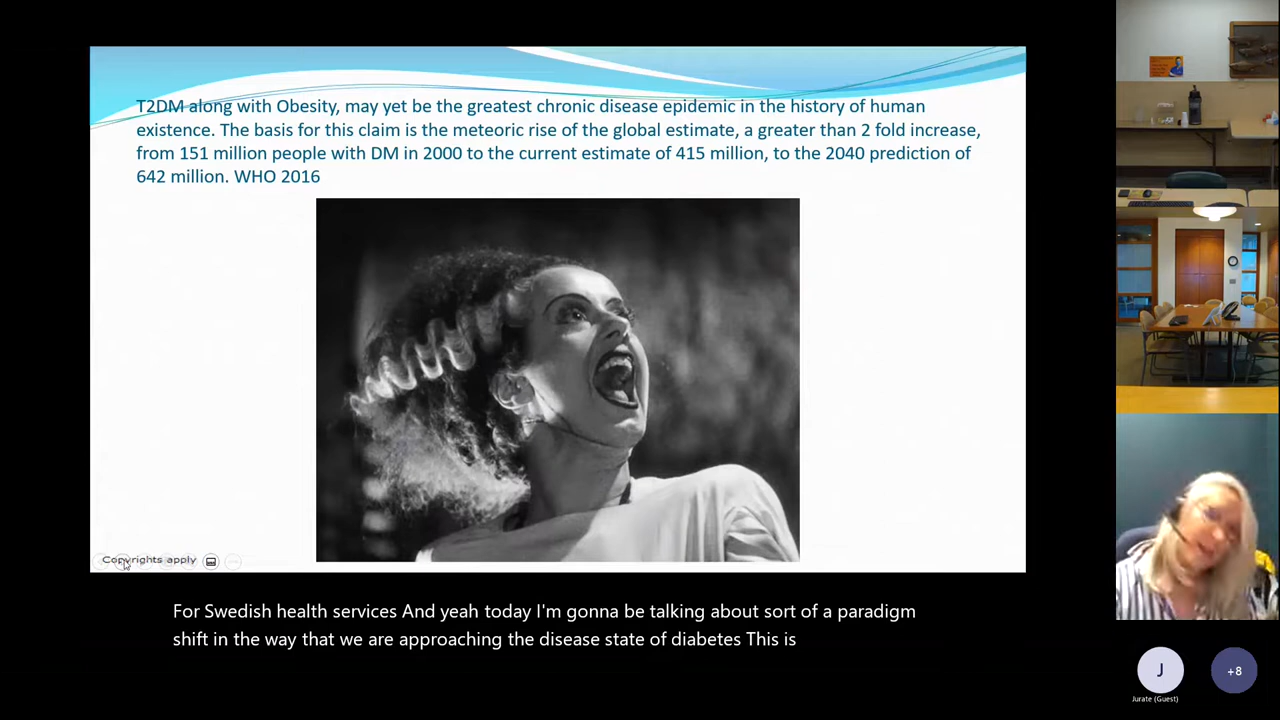 T2DM along with Obesity, may yet be the greatest chronic disease epidemic in the history of human
existence. The basis for this claim is the meteoric rise of the global estimate, a greater than 2 fold increase,
from 151 million people with DM in 2000 to the current estimate of 415 million, to the 2040 prediction of
642 million. WHO 2016
Copyrights apply
For Swedish health services And yeah today I'm gonna be talking about sort of a paradigm
shift in the way that we are approaching the disease state of diabetes This is
J
+8
Jurate (Guest)